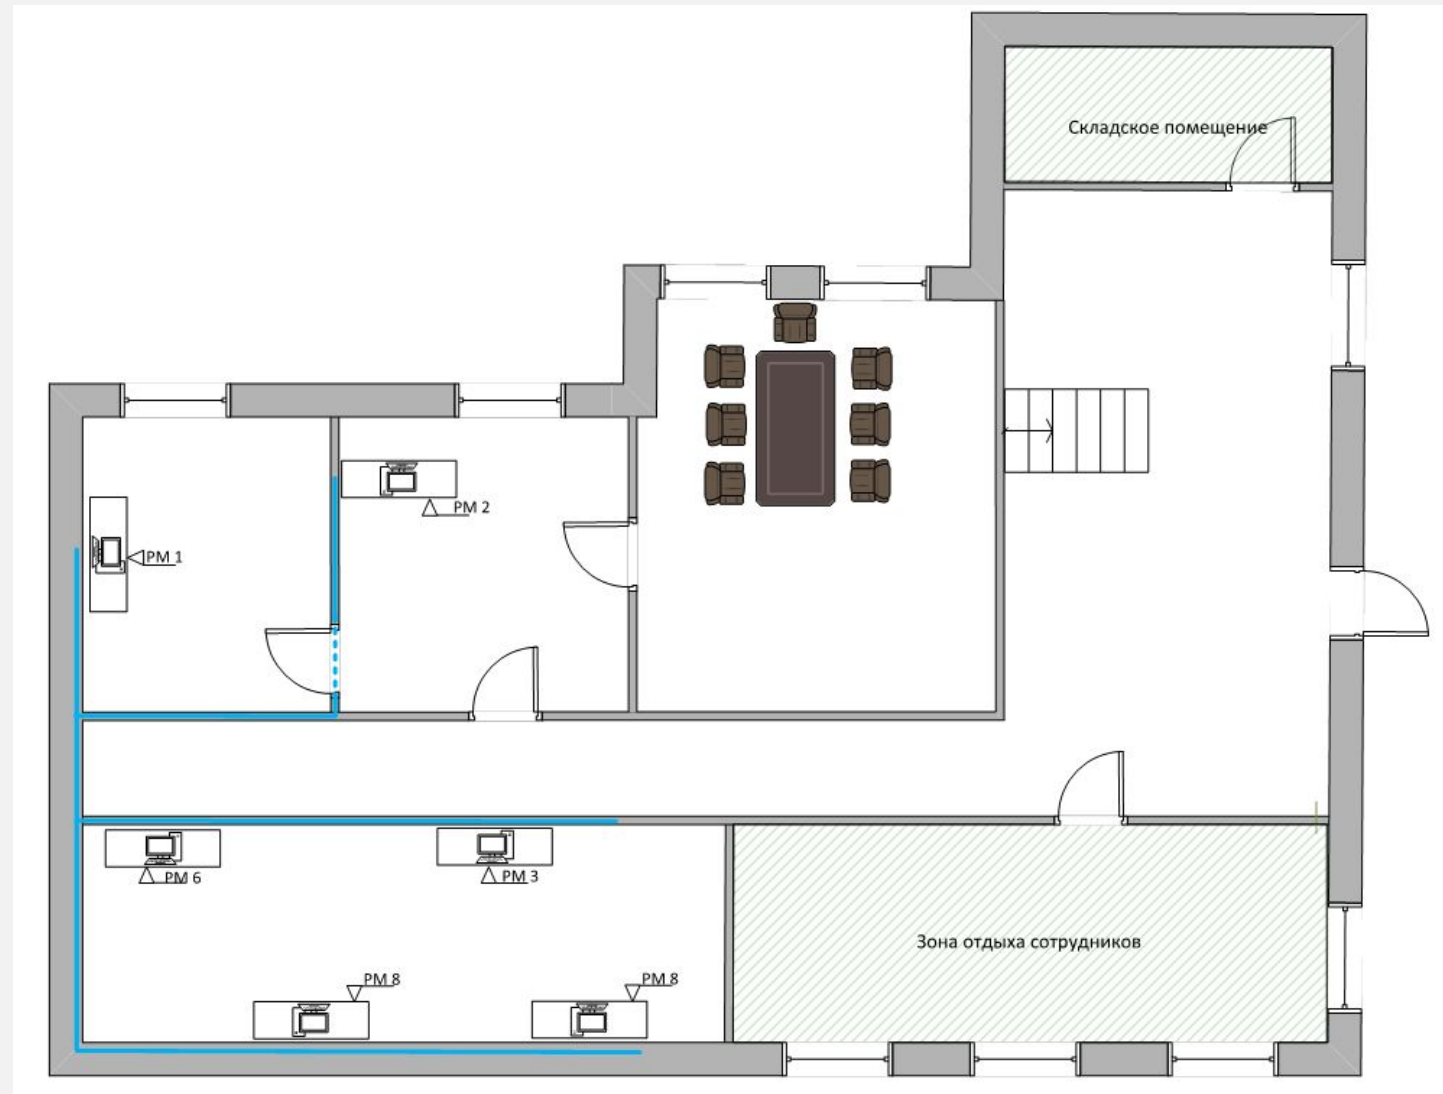 Складское помещение
РМ 2
РМ 1
РМ 6
РМ 3
Зона отдыха сотрудников
РМ 8
РМ 8